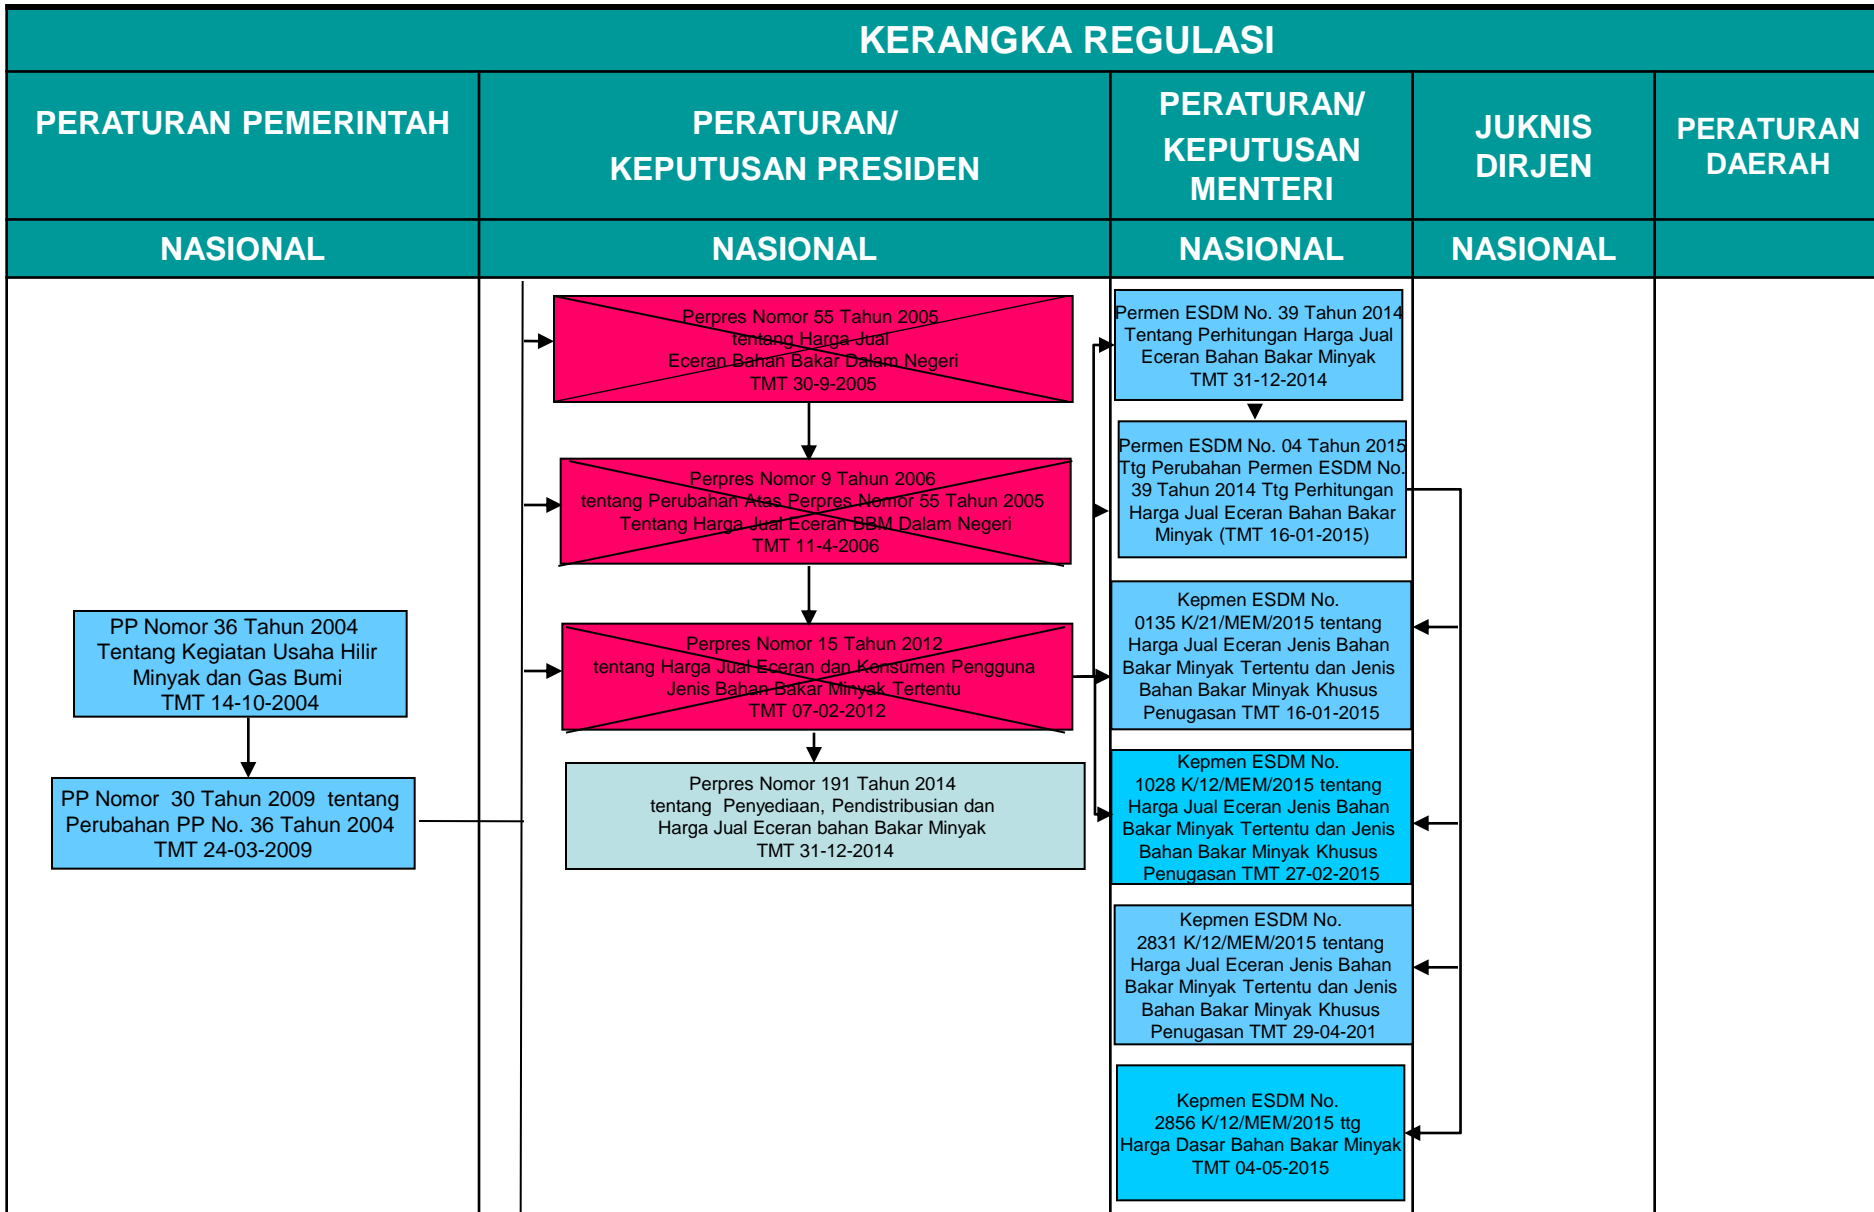 KERANGKA REGULASI
PERATURAN PEMERINTAH
PERATURAN/
KEPUTUSAN PRESIDEN
PERATURAN/
KEPUTUSAN
MENTERI
JUKNIS
DIRJEN
PERATURAN
DAERAH
NASIONAL
NASIONAL
NASIONAL
NASIONAL
PP Nomor 36 Tahun 2004
Tentang Kegiatan Usaha Hilir
Minyak dan Gas Bumi
TMT 14-10-2004
PP Nomor 30 Tahun 2009 tentang
Perubahan PP No. 36 Tahun 2004
TMT 24-03-2009
Perpres Nomor 55 Tahun 2005
tentang Harga Jual
Eceran Bahan Bakar Dalam Negeri
TMT 30-9-2005
Perpres Nomor 9 Tahun 2006
tentang Perubahan Atas Perpres Nomor 55 Tahun 2005
Tentang Harga Jual Eceran BBM Dalam Negeri
TMT 11-4-2006
Perpres Nomor 15 Tahun 2012
tentang Harga Jual Eceran dan Konsumen Pengguna
Jenis Bahan Bakar Minyak Tertentu
TMT 07-02-2012
Perpres Nomor 191 Tahun 2014
tentang Penyediaan, Pendistribusian dan
Harga Jual Eceran bahan Bakar Minyak
TMT 31-12-2014
Permen ESDM No. 39 Tahun 2014
Tentang Perhitungan Harga Jual
Eceran Bahan Bakar Minyak
TMT 31-12-2014
Permen ESDM No. 04 Tahun 2015
Ttg Perubahan Permen ESDM No.
39 Tahun 2014 Ttg Perhitungan
Harga Jual Eceran Bahan Bakar
Minyak (TMT 16-01-2015)
Kepmen ESDM No.
0135 K/21/MEM/2015 tentang
Harga Jual Eceran Jenis Bahan
Bakar Minyak Tertentu dan Jenis
Bahan Bakar Minyak Khusus
Penugasan TMT 16-01-2015
Kepmen ESDM No.
1028 K/12/MEM/2015 tentang
Harga Jual Eceran Jenis Bahan
Bakar Minyak Tertentu dan Jenis
Bahan Bakar Minyak Khusus
Penugasan TMT 27-02-2015
Kepmen ESDM No.
2831 K/12/MEM/2015 tentang
Harga Jual Eceran Jenis Bahan
Bakar Minyak Tertentu dan Jenis
Bahan Bakar Minyak Khusus
Penugasan TMT 29-04-201
Kepmen ESDM No.
2856 K/12/MEM/2015 ttg
Harga Dasar Bahan Bakar Minyak
TMT 04-05-2015